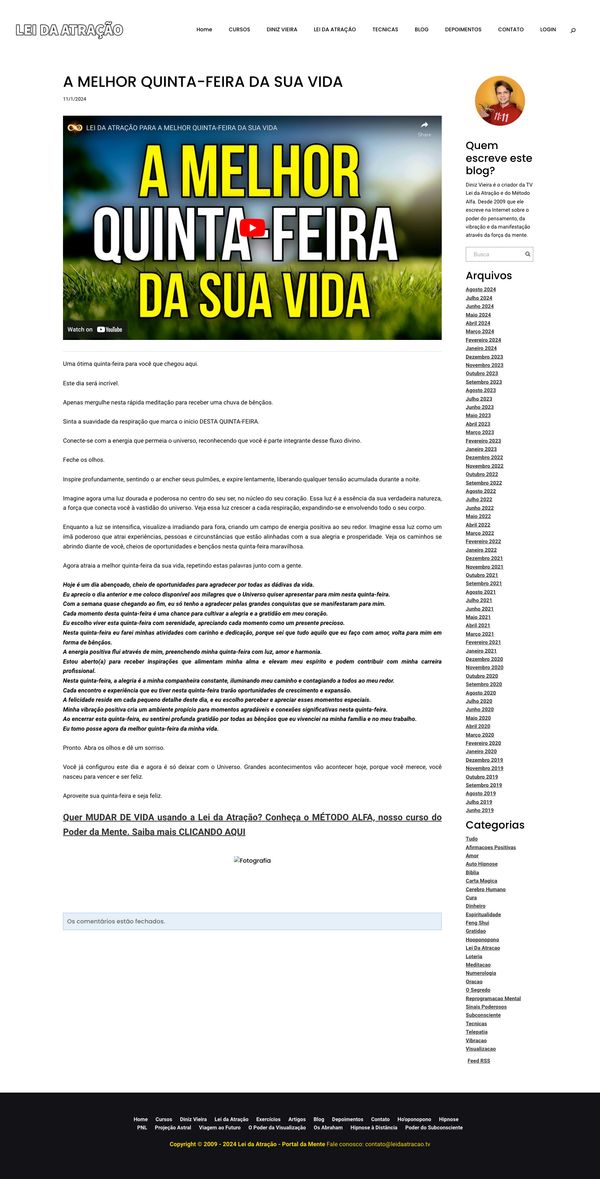 LEI DA ATRAÇÃO
Home CURSOS DINIZ VIEIRA LEI DA ATRAÇÃO TECNICAS BLOG DEPOIMENTOS CONTATO LOGIN
A MELHOR QUINTA-FEIRA DA SUA VIDA
11/1/2024
LEI DA ATRAÇÃO PARA A MELHOR QUINTA-FEIRA DA SUA VIDA
Share
A MELHOR
QUINTA-FEIRA
DA SUA VIDA
Watch on YouTube
Uma ótima quinta-feira para você que chegou aqui.
Este dia será incrível.
Apenas mergulhe nesta rápida meditação para receber uma chuva de bênçãos.
Sinta a suavidade da respiração que marca o início DESTA QUINTA-FEIRA.
Conecte-se com a energia que permeia o universo, reconhecendo que você é parte integrante desse fluxo divino.
Feche os olhos.
Inspire profundamente, sentindo o ar encher seus pulmões, e expire lentamente, liberando qualquer tensão acumulada durante a noite.
Imagine agora uma luz dourada e poderosa no centro do seu ser, no núcleo do seu coração. Essa luz é a essência da sua verdadeira natureza,
a força que conecta você à vastidão do universo. Veja essa luz crescer a cada respiração, expandindo-se e envolvendo todo o seu corpo.
Enquanto a luz se intensifica, visualize-a irradiando para fora, criando um campo de energia positiva ao seu redor. Imagine essa luz como um
ímã poderoso que atrai experiências, pessoas e circunstâncias que estão alinhadas com a sua alegria e prosperidade. Veja os caminhos se
abrindo diante de você, cheios de oportunidades e bençãos nesta quinta-feira maravilhosa.
Agora atraia a melhor quinta-feira da sua vida, repetindo estas palavras junto com a gente.
Hoje é um dia abençoado, cheio de oportunidades para agradecer por todas as dádivas da vida.
Eu aprecio o dia anterior e me coloco disponível aos milagres que o Universo quiser apresentar para mim nesta quinta-feira.
Com a semana quase chegando ao fim, eu só tenho a agradecer pelas grandes conquistas que se manifestaram para mim.
Cada momento desta quinta-feira é uma chance para cultivar a alegria e a gratidão em meu coração.
Eu escolho viver esta quinta-feira com serenidade, apreciando cada momento como um presente precioso.
Nesta quinta-feira eu farei minhas atividades com carinho e dedicação, porque sei que tudo aquilo que eu faço com amor, volta para mim em
forma de bênçãos.
A energia positiva flui através de mim, preenchendo minha quinta-feira com luz, amor e harmonia.
Estou aberto(a) para receber inspirações que alimentam minha alma e elevam meu espírito e podem contribuir com minha carreira
profissional.
Nesta quinta-feira, a alegria é a minha companheira constante, iluminando meu caminho e contagiando a todos ao meu redor.
Cada encontro e experiência que eu tiver nesta quinta-feira trarão oportunidades de crescimento e expansão.
A felicidade reside em cada pequeno detalhe deste dia, e eu escolho perceber e apreciar esses momentos especiais.
Minha vibração positiva cria um ambiente propício para momentos agradáveis e conexões significativas nesta quinta-feira.
Ao encerrar esta quinta-feira, eu sentirei profunda gratidão por todas as bênçãos que eu vivenciei na minha família e no meu trabalho.
Eu tomo posse agora da melhor quinta-feira da minha vida.
Pronto. Abra os olhos e dê um sorriso.
Você já configurou este dia e agora é só deixar com o Universo. Grandes acontecimentos vão acontecer hoje, porque você merece, você
nasceu para vencer e ser feliz.
Aproveite sua quinta-feira e seja feliz.
Quer MUDAR DE VIDA usando a Lei da Atração? Conheça o MÉTODO ALFA, nosso curso do
Poder da Mente. Saiba mais CLICANDO AQUI
Fotografia
Os comentários estão fechados.
11:11
Quem
escreve este
blog?
Diniz Vieira é o criador da TV
Lei da Atração e do Método
Alfa. Desde 2009 que ele
escreve na Internet sobre o
poder do pensamento, da
vibração e da manifestação
através da força da mente.
Busca
Arquivos
Agosto 2024
Julho 2024
Junho 2024
Maio 2024
Abril 2024
Março 2024
Fevereiro 2024
Janeiro 2024
Dezembro 2023
Novembro 2023
Outubro 2023
Setembro 2023
Agosto 2023
Julho 2023
Junho 2023
Maio 2023
Abril 2023
Março 2023
Fevereiro 2023
Janeiro 2023
Dezembro 2022
Novembro 2022
Outubro 2022
Setembro 2022
Agosto 2022
Julho 2022
Junho 2022
Maio 2022
Abril 2022
Março 2022
Fevereiro 2022
Janeiro 2022
Dezembro 2021
Novembro 2021
Outubro 2021
Setembro 2021
Agosto 2021
Julho 2021
Junho 2021
Maio 2021
Abril 2021
Março 2021
Fevereiro 2021
Janeiro 2021
Dezembro 2020
Novembro 2020
Outubro 2020
Setembro 2020
Agosto 2020
Julho 2020
Junho 2020
Maio 2020
Abril 2020
Março 2020
Fevereiro 2020
Janeiro 2020
Dezembro 2019
Novembro 2019
Outubro 2019
Setembro 2019
Agosto 2019
Julho 2019
Junho 2019
Categorias
Tudo
Afirmacoes Positivas
Amor
Auto Hipnose
Bíblia
Carta Magica
Cerebro Humano
Cura
Dinheiro
Espiritualidade
Feng Shui
Gratidao
Hooponopono
Lei Da Atracao
Loteria
Meditacao
Numerologia
Oracao
O Segredo
Reprogramacao Mental
Sinais Poderosos
Subconsciente
Tecnicas
Telepatia
Vibracao
Visualizacao
Feed RSS
Home Cursos Diniz Vieira Lei da Atração Exercícios Artigos Blog Depoimentos Contato Ho'oponopono Hipnose
PNL Projeção Astral Viagem ao Futuro O Poder da Visualização Os Abraham Hipnose à Distância Poder do Subconsciente
Copyright © 2009 - 2024 Lei da Atração - Portal da Mente Fale conosco: contato@leidaatracao.tv